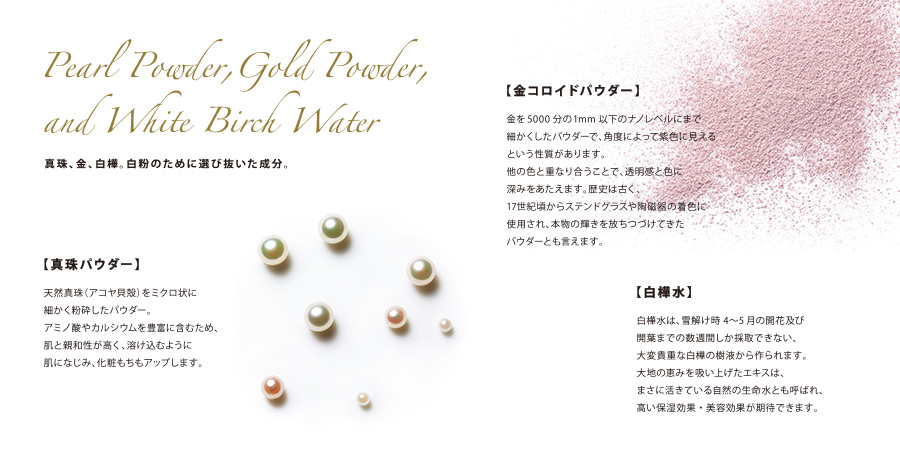 Pearl Powder, Gold Powder,
and White Birch Water
真珠、金、白樺。白粉のために選び抜いた成分。
【真珠パウダー】
天然真珠（アコヤ貝殻）をミクロ状に
細かく粉砕したパウダー。
アミノ酸やカルシウムを豊富に含むため、
肌と親和性が高く、溶け込むように
肌になじみ、化粧もちもアップします。
【金コロイドパウダー】
金を5000 分の1mm 以下のナノレベルにまで
細かくしたパウダーで、角度によって紫色に見える
という性質があります。
他の色と重なり合うことで、透明感と色に
深みをあたえます。歴史は古く、
17世紀頃からステンドグラスや陶磁器の着色に
使用され、本物の輝きを放ちつづけてきた
パウダーとも言えます。
【白樺水】
白樺水は、雪解け時 4～5 月の開花及び
開葉までの数週間しか採取できない、
大変貴重な白樺の樹液から作られます。
大地の恵みを吸い上げたエキスは、
まさに活きている自然の生命水とも呼ばれ、
高い保湿効果・美容効果が期待できます。